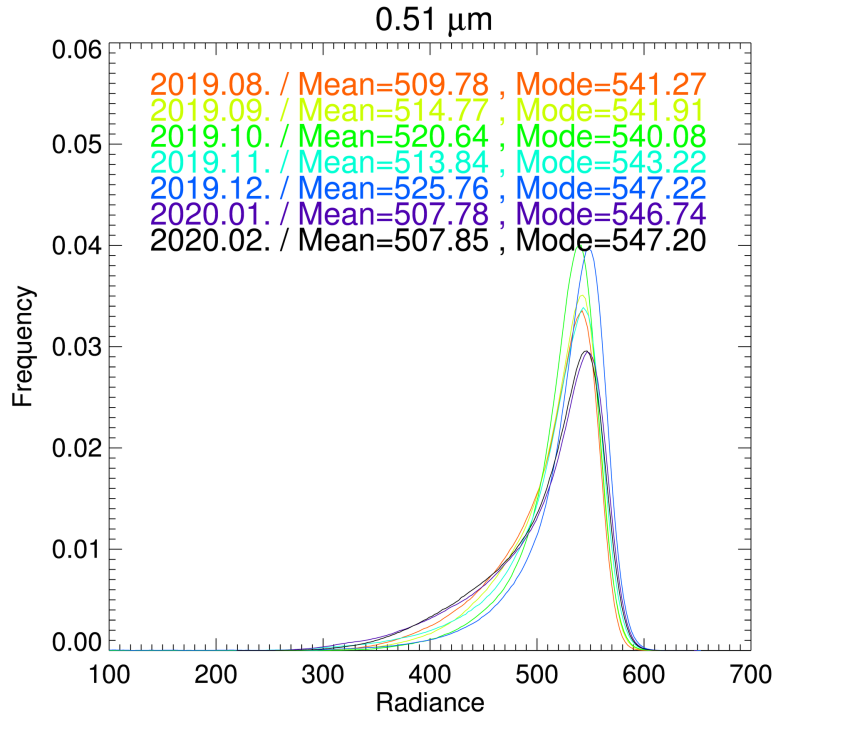 0.51 μm
0.06
2019.08. / Mean=509.78 , Mode=541.27
2019.09. / Mean=514.77 , Mode=541.91
2019.10. / Mean=520.64 , Mode=540.08
0.05
2019.11. / Mean=513.84 , Mode=543.22
2019.12. / Mean=525.76 , Mode=547.22
2020.01. / Mean=507.78 , Mode=546.74
2020.02. / Mean=507.85 , Mode=547.20
0.04
Frequency
0.03
0.02
0.01
0.00
100 200 300 400 500 600 700
Radiance